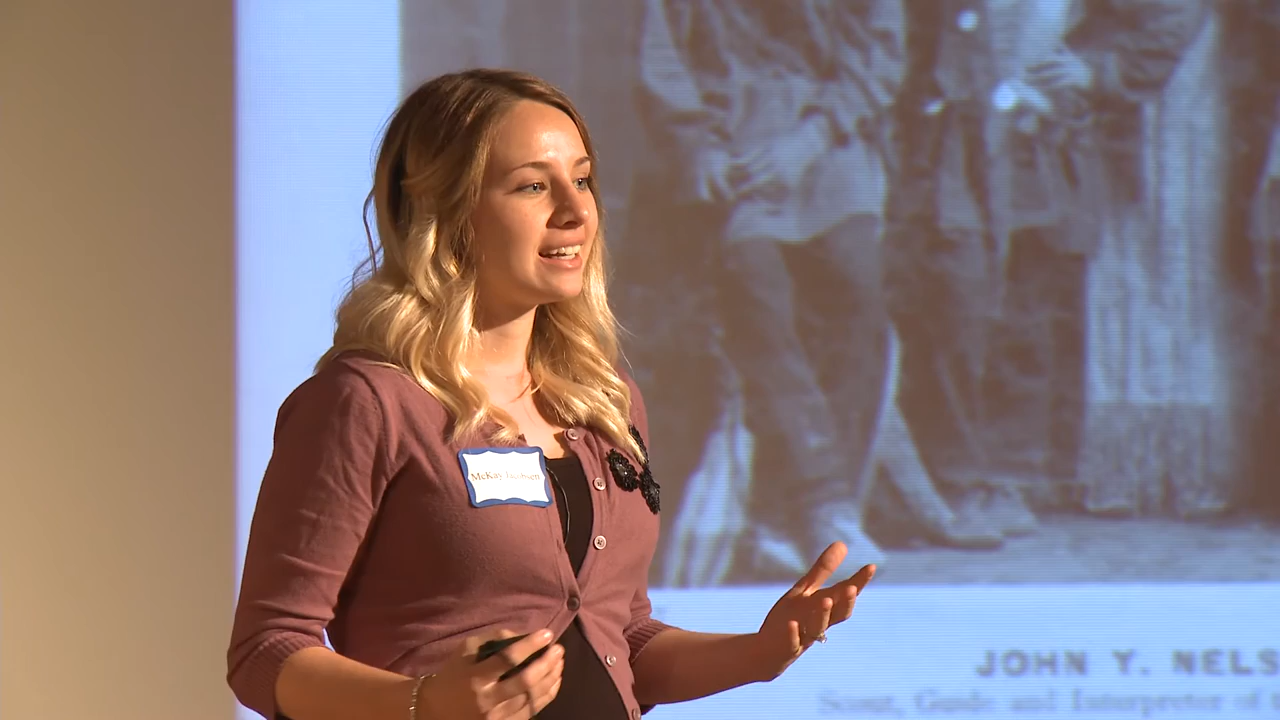 McKay
JOHN Y. NELS
Scout, Guide and Interpreter of